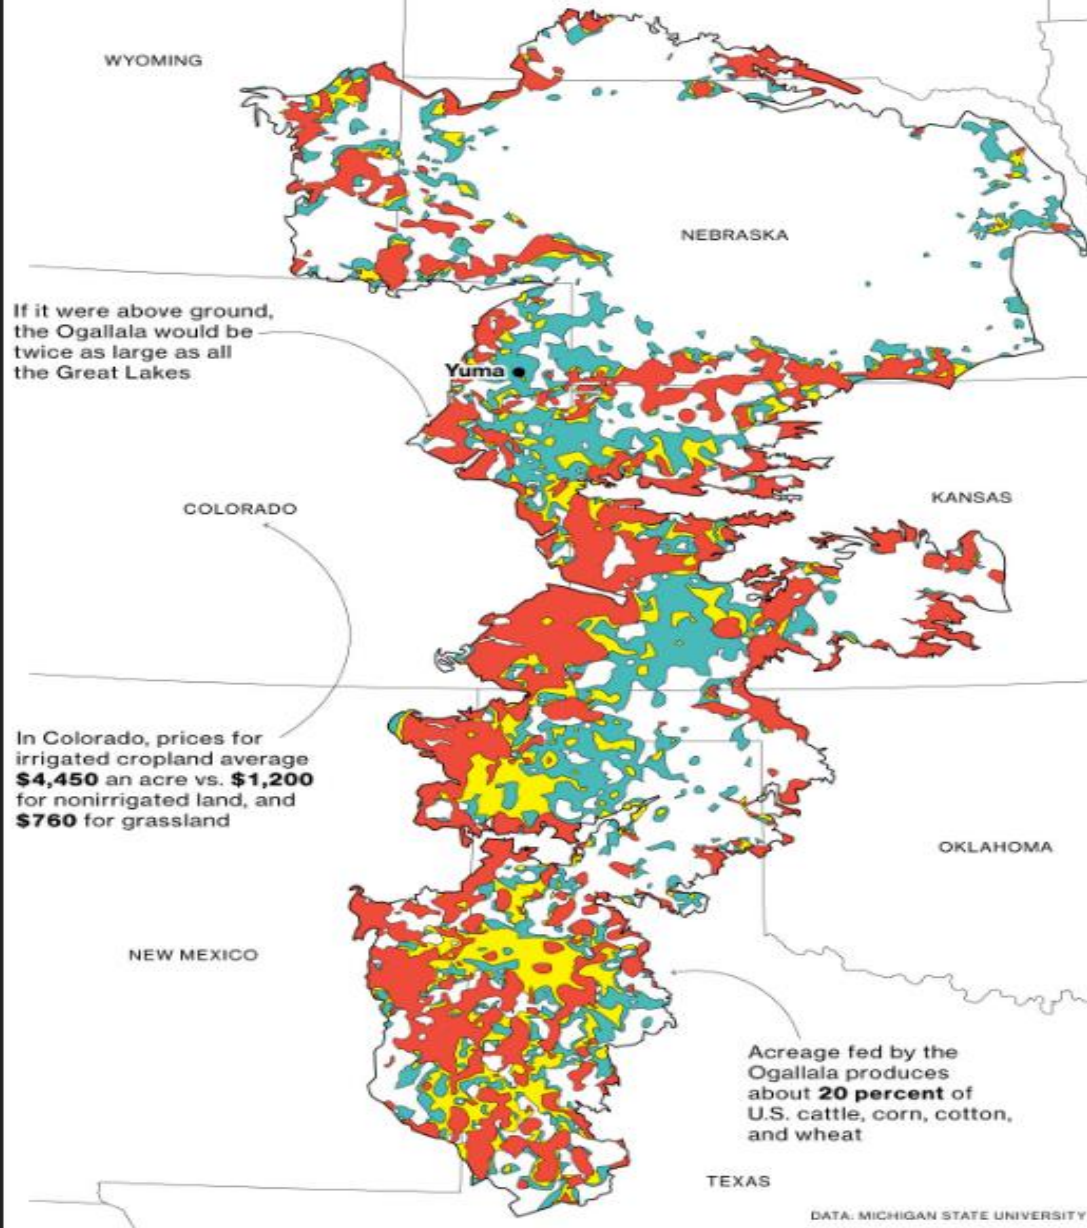 WYOMING
NEBRASKA
If it were above ground,
the Ogallala would be
twice as large as all
the Great Lakes
Yuma
COLORADO
KANSAS
In Colorado, prices for
irrigated cropland average
$4,450 an acre vs. $1,200
for nonirrigated land, and
$760 for grassland
OKLAHOMA
NEW MEXICO
Acreage fed by the
Ogallala produces
about 20 percent of
U.S. cattle, corn, cotton,
and wheat
TEXAS
DATA: MICHIGAN STATE UNIVERSITY